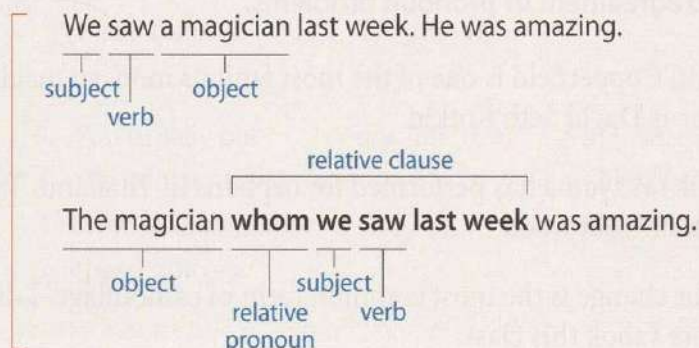 We saw a magician last week. He was amazing.
subject
verb
object
relative clause
The magician whom we saw last week was amazing.
object
relative pronoun
subject
verb